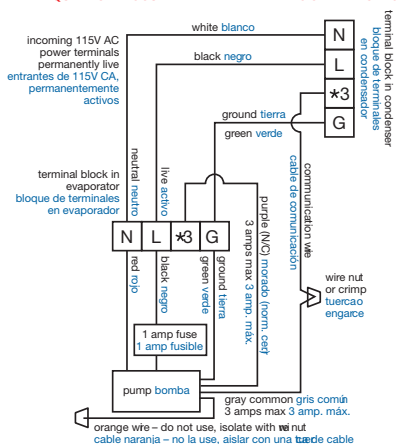 white blanco
incoming 115V AC
power terminals
permanently live
entrantes de 115V CA,
permanentemente
activos
black negro
N
L
*3
G
terminal block in condenser
bloque de terminales
en condensador
ground tierra
green verde
neutral neutro
live activo
communication wire
cable de comunicación
purple (N/C) morado (norm. cerr)
3 amps max 3 amp. máx.
terminal block in
evaporator
bloque de terminales
en evaporador
N L *3 G
red rojo
black negro
green verde
ground tierra
wire nut
or crimp
tuerca o
engarce
1 amp fuse
1 amp fusible
pump bomba
gray common gris común
3 amps max 3 amp. máx.
orange wire – do not use, isolate with wire nut
cable naranja – no la use, aislar con una tuerca de cable